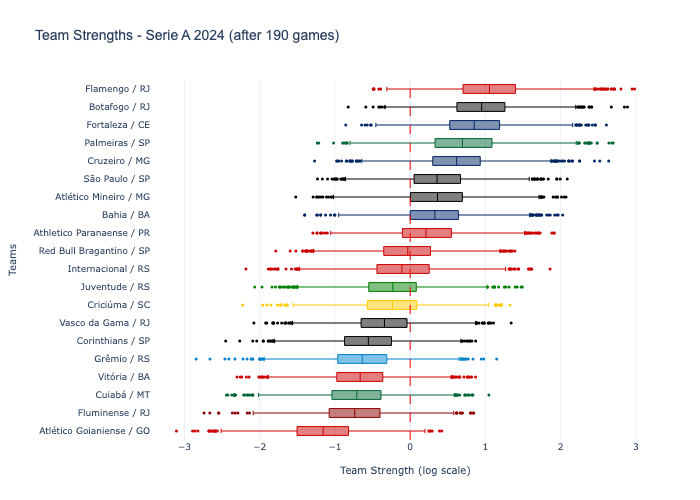 Team Strengths - Serie A 2024 (after 190 games)
Flamengo / RJ
Botafogo / RJ
Fortaleza / CE
Palmeiras / SP
Cruzeiro / MG
São Paulo / SP
Atlético Mineiro / MG
Bahia / BA
Athletico Paranaense / PR
Red Bull Bragantino / SP
Internacional / RS
Juventude / RS
Criciúma / SC
Vasco da Gama / RJ
Corinthians / SP
Grêmio / RS
Vitória / BA
Cuiabá / MT
Fluminense / RJ
Atlético Goianiense / GO
Teams
−3 −2 −1 0 1 2 3
Team Strength (log scale)